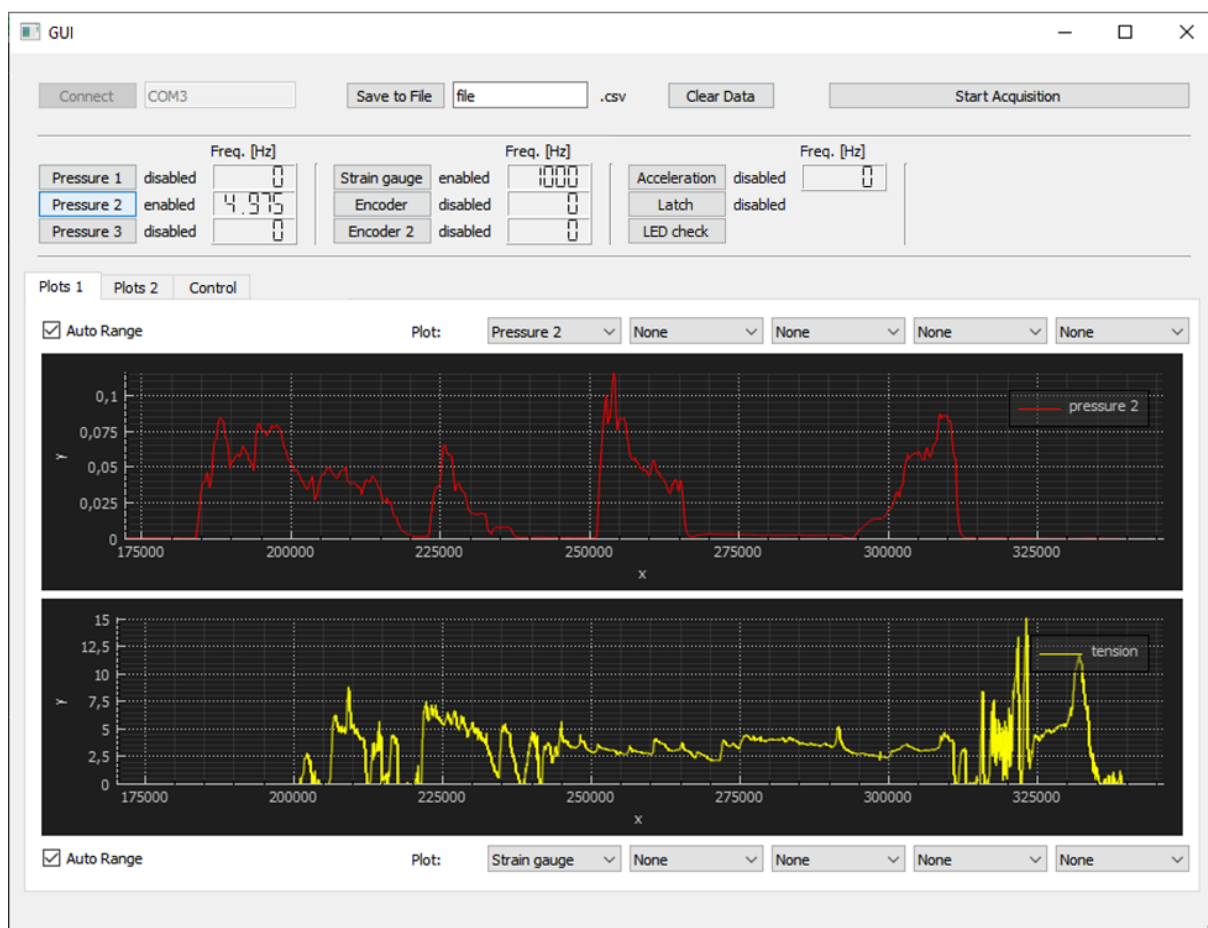 GUI
Connect COM3 Save to File file .csv Clear Data Start Acquisition
Freq. [Hz] Freq. [Hz] Freq. [Hz]
Pressure 1 disabled 0 Strain gauge enabled 1000 Acceleration disabled 0
Pressure 2 enabled 4.975 Encoder disabled 0 Latch disabled
Pressure 3 disabled 0 Encoder 2 disabled 0 LED check
Plots 1 Plots 2 Control
Auto Range Plot: Pressure 2 None None None None
0,1
0,075
0,05
0,025
0
y
pressure 2
175000 200000 225000 250000 275000 300000 325000
x
15
12,5
10
7,5
5
2,5
0
y
tension
175000 200000 225000 250000 275000 300000 325000
x
Auto Range Plot: Strain gauge None None None None